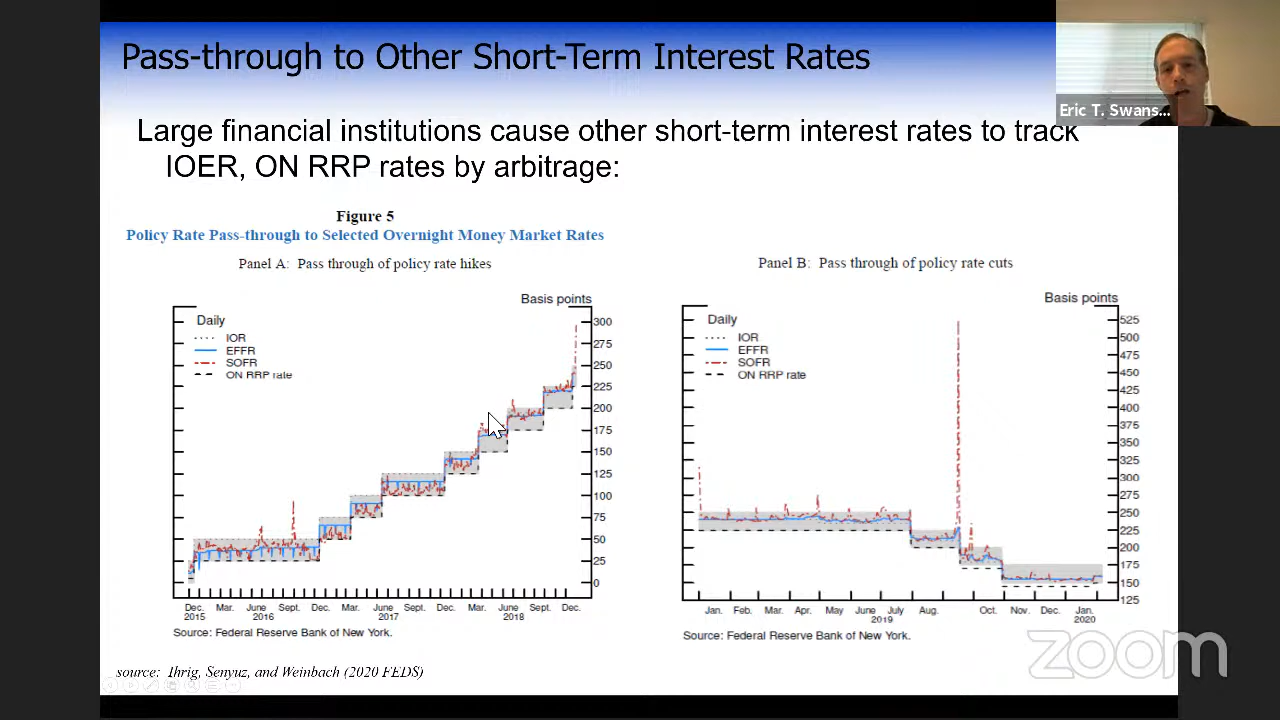 Pass-through to Other Short-Term Interest Rates
Eric T. Swans...
Large financial institutions cause other short-term interest rates to track
IOER, ON RRP rates by arbitrage:
Figure 5
Policy Rate Pass-through to Selected Overnight Money Market Rates
Panel A: Pass through of policy rate hikes
Basis points
Daily
IOR
EFFR
SOFR
ON RRP rate
300
275
250
225
200
175
150
125
100
75
50
25
0
Dec. Mar. June Sept. Dec. Mar. June Sept. Dec. Mar. June Sept. Dec.
2015 2016 2017 2018
Source: Federal Reserve Bank of New York.
Panel B: Pass through of policy rate cuts
Basis points
Daily
IOR
EFFR
SOFR
ON RRP rate
525
500
475
450
425
400
375
350
325
300
275
250
225
200
175
150
125
Jan. Feb. Mar. Apr. May June July Aug. Oct. Nov. Dec. Jan.
2019 2020
Source: Federal Reserve Bank of New York.
source: Ihrig, Senyuz, and Weinbach (2020 FEDS)
zoom